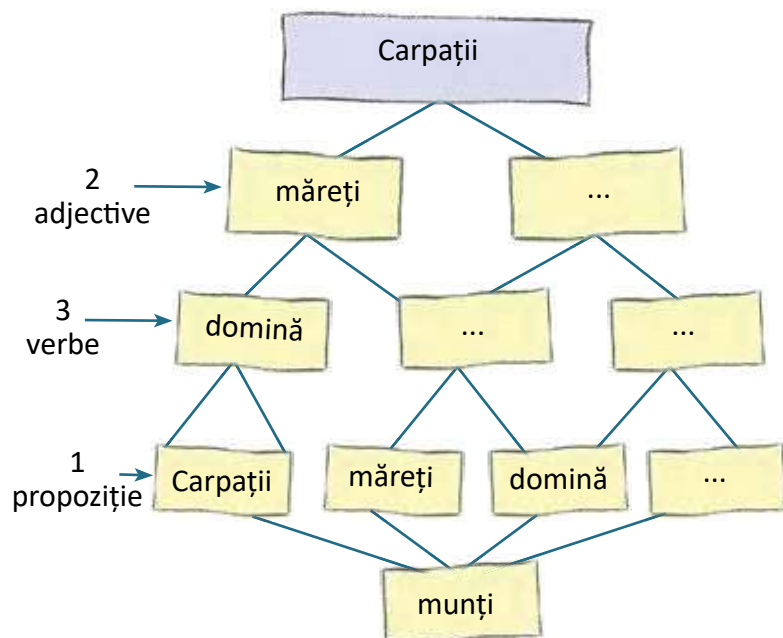 Carpații
2
adjective
măreți
...
3
verbe
domină
...
...
1
propoziție
Carpații
măreți
domină
...
munți